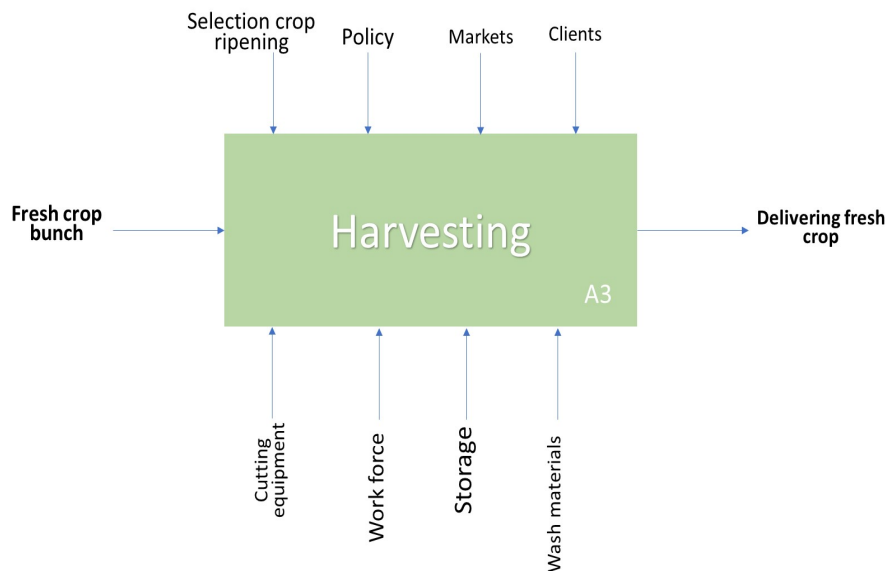 Selection crop
ripening
Policy
Markets
Clients
Fresh crop
bunch
Harvesting
A3
Delivering fresh
crop
Cutting
equipment
Work force
Storage
Wash materials